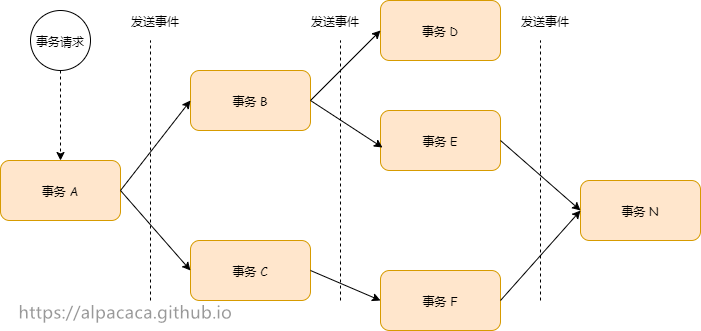 事务请求
发送事件
发送事件
发送事件
事务 A
事务 B
事务 C
事务 D
事务 E
事务 F
事务 N
https://alpacaca.github.io